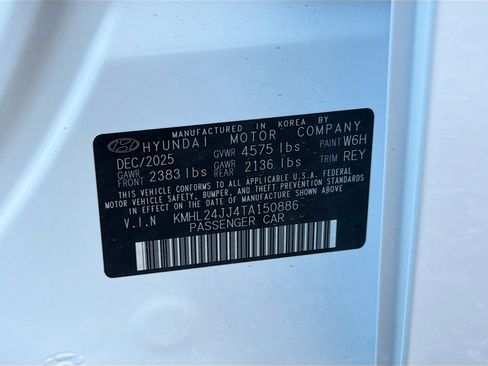 MANUFACTURED IN KOREA BY
HYUNDAI MOTOR COMPANY
DEC/2025 GVWR 4575 lbs PAINT W6H
GAWR FRONT 2383 lbs GAWR REAR 2136 lbs TRIM REY
THIS VEHICLE CONFORMS TO ALL APPLICABLE U.S.A. FEDERAL
MOTOR VEHICLE SAFETY, BUMPER, AND THEFT PREVENTION
STANDARDS IN EFFECT ON THE DATE OF MANUFACTURE SHOWN ABOVE.
V.I.N KMHL24JJ4TA150886
PASSENGER CAR